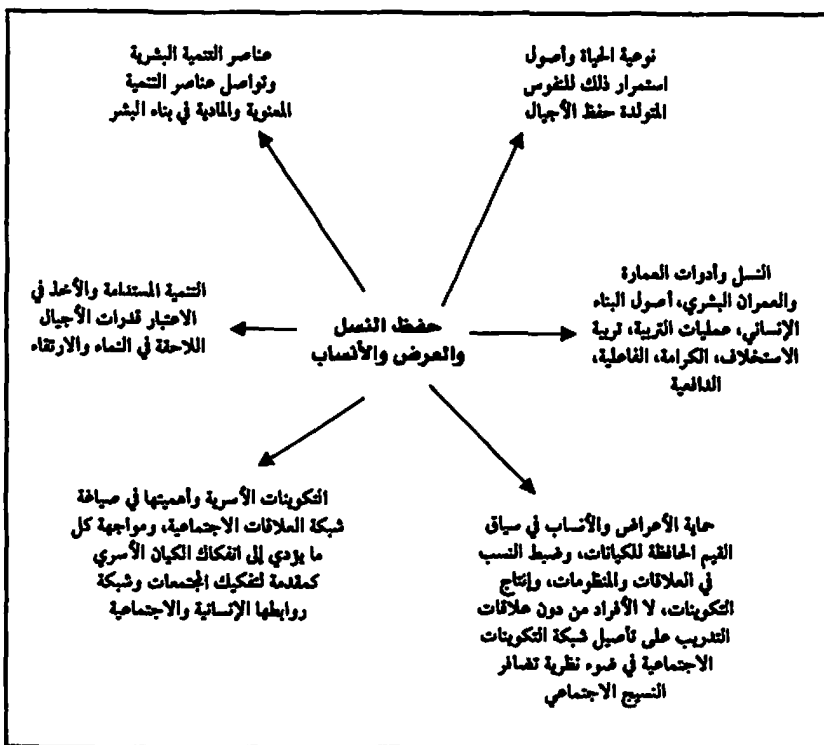 نوعية الحياة وأصول
استمرار ذلك للنفوس
المتولدة حفظ الأجيال
عناصر التنمية البشرية
وتواصل عناصر التنمية
المعنوية والمادية في بناء البشر
النسل وأدوات العمارة
والعمران البشري، أصول البناء
الإنساني، عمليات التربية، تربية
الاستخلاف، الكرامة، الفاعلية،
الدافعية
حفظ النسل
والعرض والأنساب
التنمية المستدامة والأخذ في
الاعتبار قدرات الأجيال
اللاحقة في النماء والارتقاء
حماية الأعراض والأنساب في سياق
القيم الحافظة للكيانات، وضبط النسب
في العلاقات والمنظومات، وإنتاج
التكوينات، لا الأفراد من دون علاقات
التدريب على تأصيل شبكة التكوينات
الاجتماعية في ضوء نظرية تضافر
النسيج الاجتماعي
التكوينات الأسرية وأهميتها في صياغة
شبكة العلاقات الاجتماعية، ومواجهة كل
ما يؤدي إلى انفكاك الكيان الأسري
كمقدمة لتفكيك المجتمعات وشبكة
روابطها الإنسانية والاجتماعية